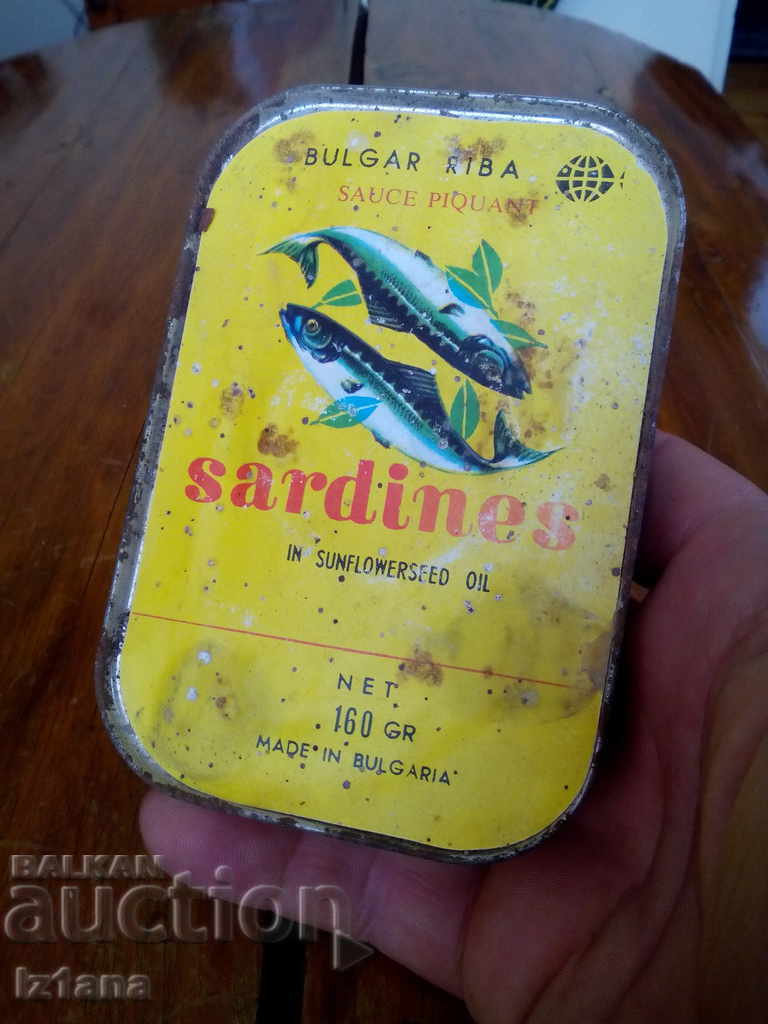 BULGAR RIBA
SAUCE PIQUANT
sardines
IN SUNFLOWERSEED OIL
NET
160 GR
MADE IN BULGARIA
BALKAN
auction
Iz1ana